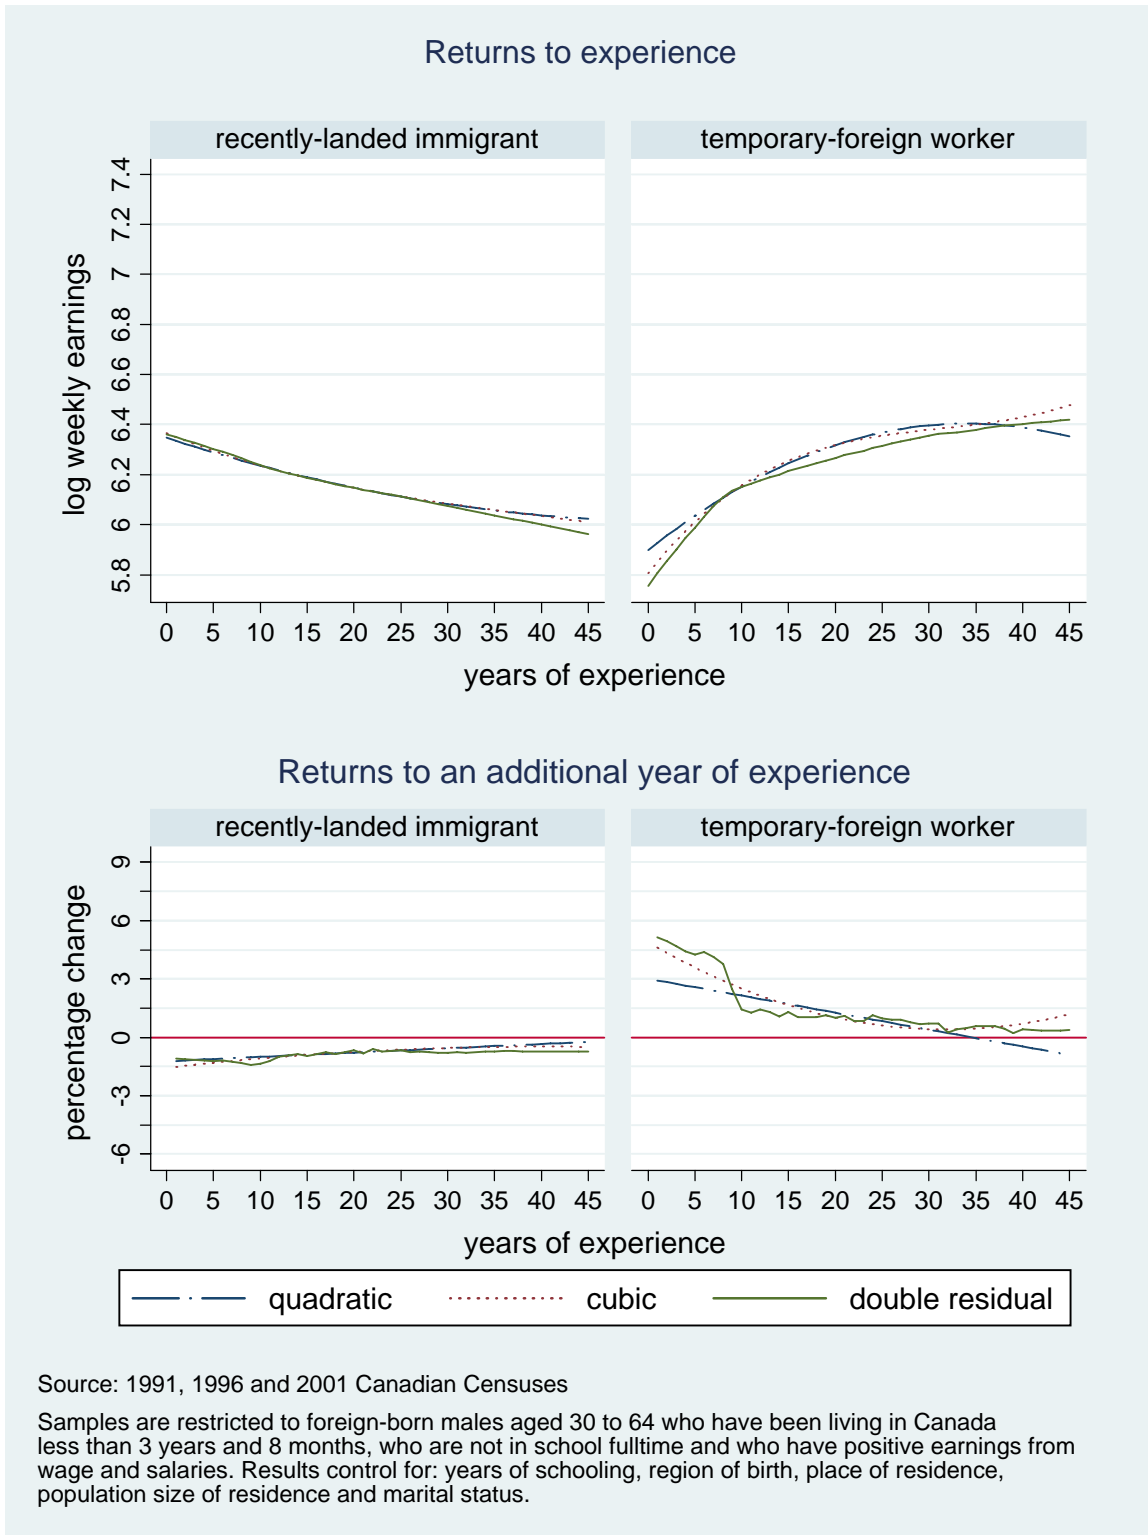 Returns to experience
recently-landed immigrant temporary-foreign worker
7.4
7.2
7
6.8
6.6
6.4
6.2
6
5.8
log weekly earnings
0 5 10 15 20 25 30 35 40 45 0 5 10 15 20 25 30 35 40 45
years of experience
Returns to an additional year of experience
recently-landed immigrant temporary-foreign worker
9
6
3
0
-3
-6
percentage change
0 5 10 15 20 25 30 35 40 45 0 5 10 15 20 25 30 35 40 45
years of experience
quadratic cubic double residual
Source: 1991, 1996 and 2001 Canadian Censuses
Samples are restricted to foreign-born males aged 30 to 64 who have been living in Canada
less than 3 years and 8 months, who are not in school fulltime and who have positive earnings from
wage and salaries. Results control for: years of schooling, region of birth, place of residence,
population size of residence and marital status.